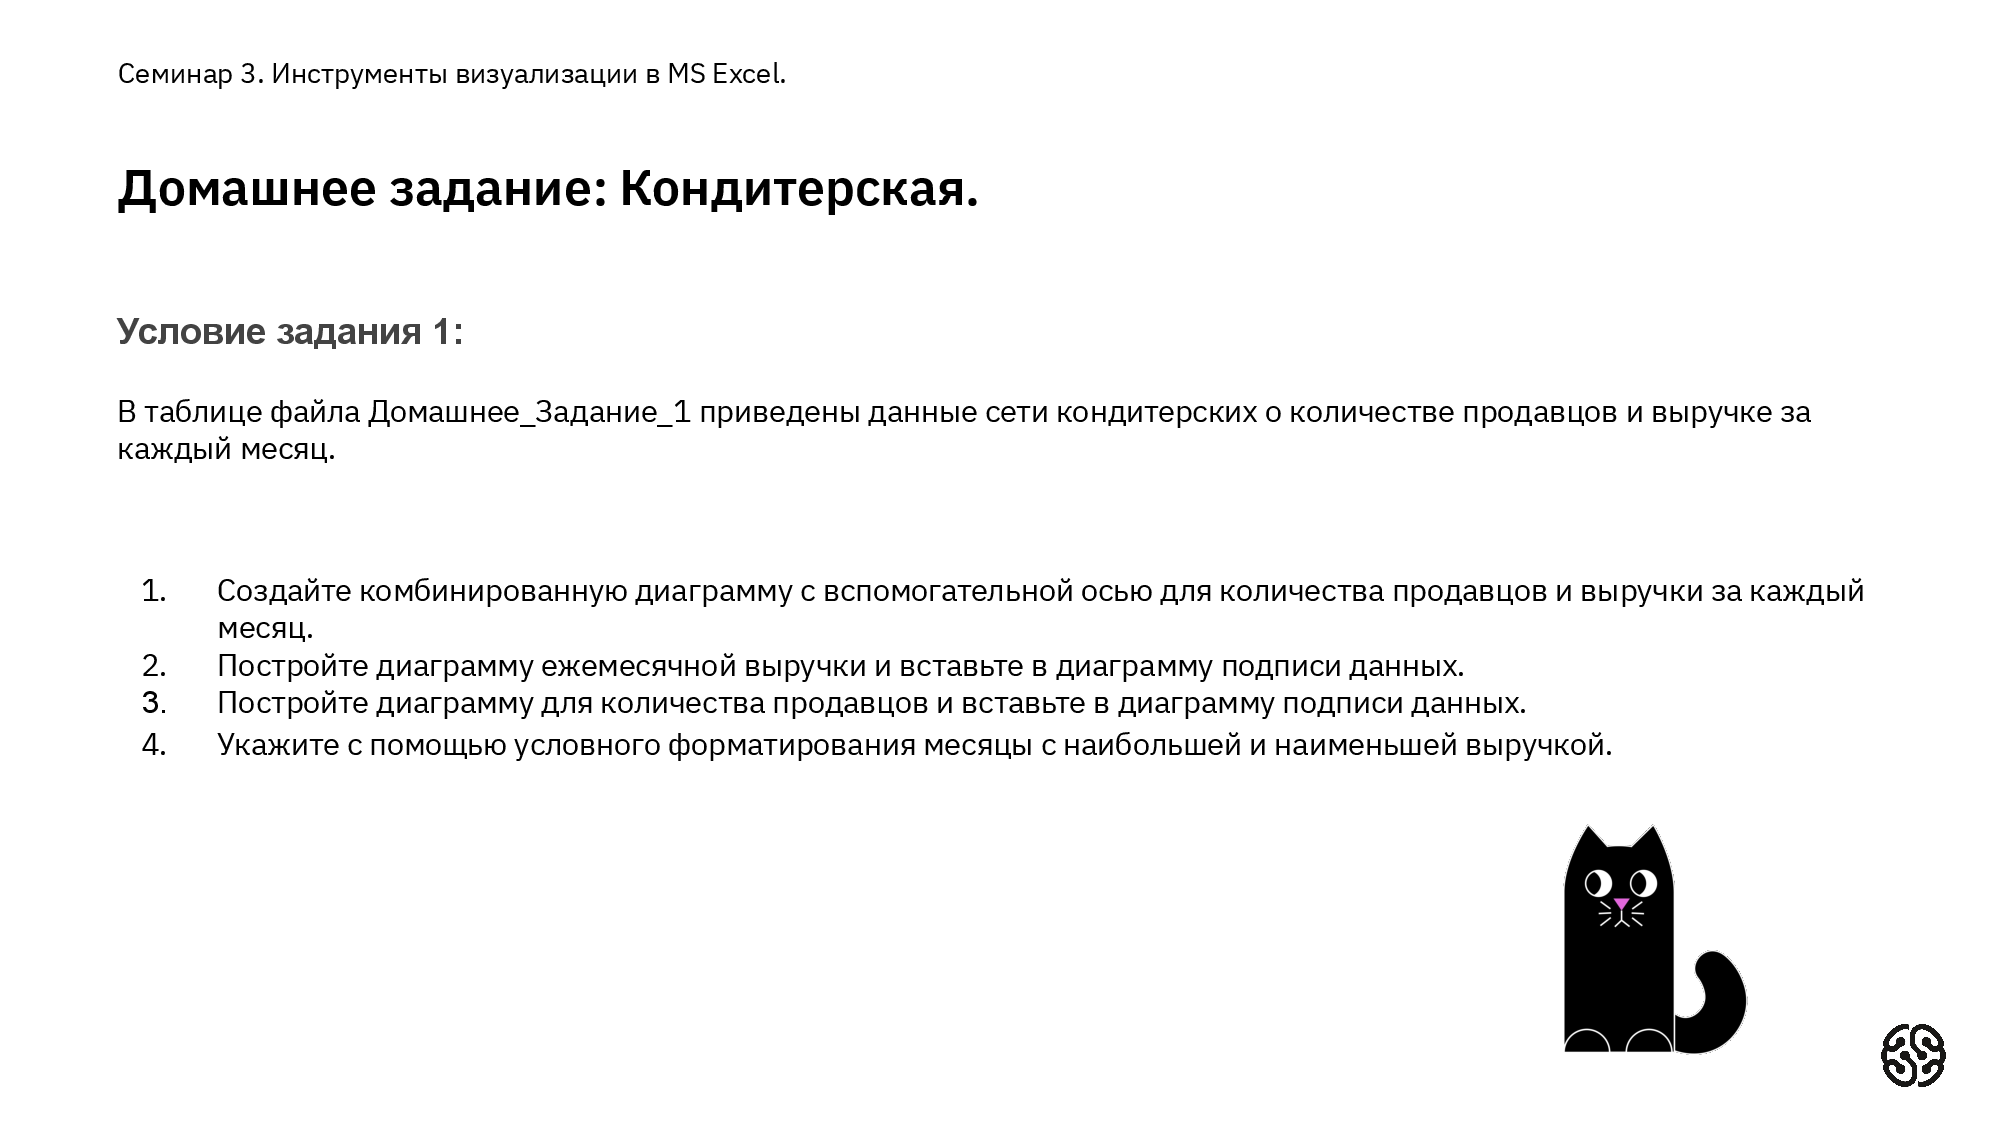 Семинар 3. Инструменты визуализации в MS Excel.
Домашнее задание: Кондитерская.
Условие задания 1:
В таблице файла Домашнее_Задание_1 приведены данные сети кондитерских о количестве продавцов и выручке за
каждый месяц.
1. Создайте комбинированную диаграмму с вспомогательной осью для количества продавцов и выручки за каждый
месяц.
2. Постройте диаграмму ежемесячной выручки и вставьте в диаграмму подписи данных.
3. Постройте диаграмму для количества продавцов и вставьте в диаграмму подписи данных.
4. Укажите с помощью условного форматирования месяцы с наибольшей и наименьшей выручкой.